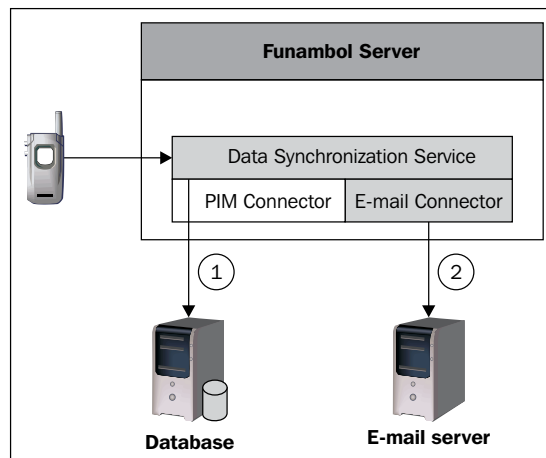 Funambol Server
Data Synchronization Service
PIM Connector
E-mail Connector
1
2
Database
E-mail server